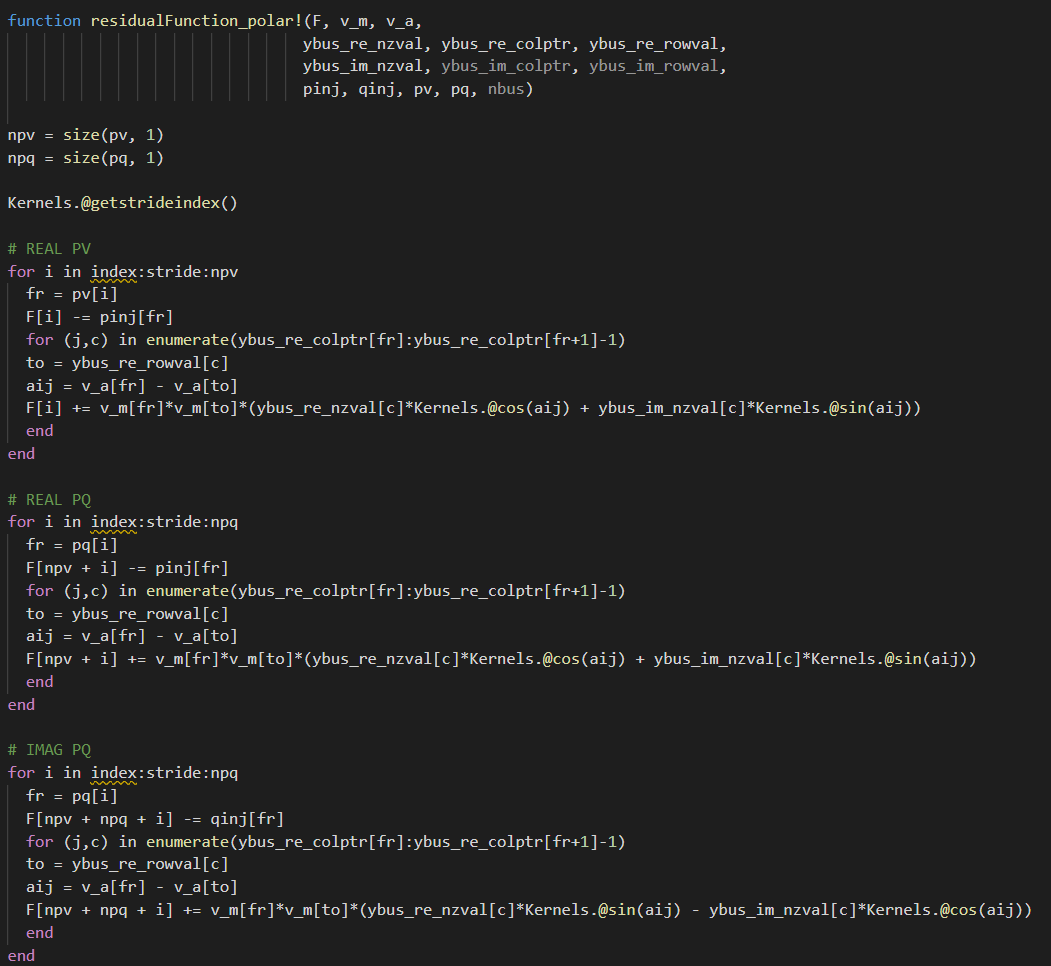 function residualFunction_polar!(F, v_m, v_a,
ybus_re_nzval, ybus_re_colptr, ybus_re_rowval,
ybus_im_nzval, ybus_im_colptr, ybus_im_rowval,
pinj, qinj, pv, pq, nbus)
npv = size(pv, 1)
npq = size(pq, 1)
Kernels.@getstrideindex()
# REAL PV
for i in index:stride:npv
fr = pv[i]
F[i] -= pinj[fr]
for (j,c) in enumerate(ybus_re_colptr[fr]:ybus_re_colptr[fr+1]-1)
to = ybus_re_rowval[c]
aij = v_a[fr] - v_a[to]
F[i] += v_m[fr]*v_m[to]*(ybus_re_nzval[c]*Kernels.@cos(aij) + ybus_im_nzval[c]*Kernels.@sin(aij))
end
end
# REAL PQ
for i in index:stride:npq
fr = pq[i]
F[npv + i] -= pinj[fr]
for (j,c) in enumerate(ybus_re_colptr[fr]:ybus_re_colptr[fr+1]-1)
to = ybus_re_rowval[c]
aij = v_a[fr] - v_a[to]
F[npv + i] += v_m[fr]*v_m[to]*(ybus_re_nzval[c]*Kernels.@cos(aij) + ybus_im_nzval[c]*Kernels.@sin(aij))
end
end
# IMAG PQ
for i in index:stride:npq
fr = pq[i]
F[npv + npq + i] -= qinj[fr]
for (j,c) in enumerate(ybus_re_colptr[fr]:ybus_re_colptr[fr+1]-1)
to = ybus_re_rowval[c]
aij = v_a[fr] - v_a[to]
F[npv + npq + i] += v_m[fr]*v_m[to]*(ybus_re_nzval[c]*Kernels.@sin(aij) - ybus_im_nzval[c]*Kernels.@cos(aij))
end
end